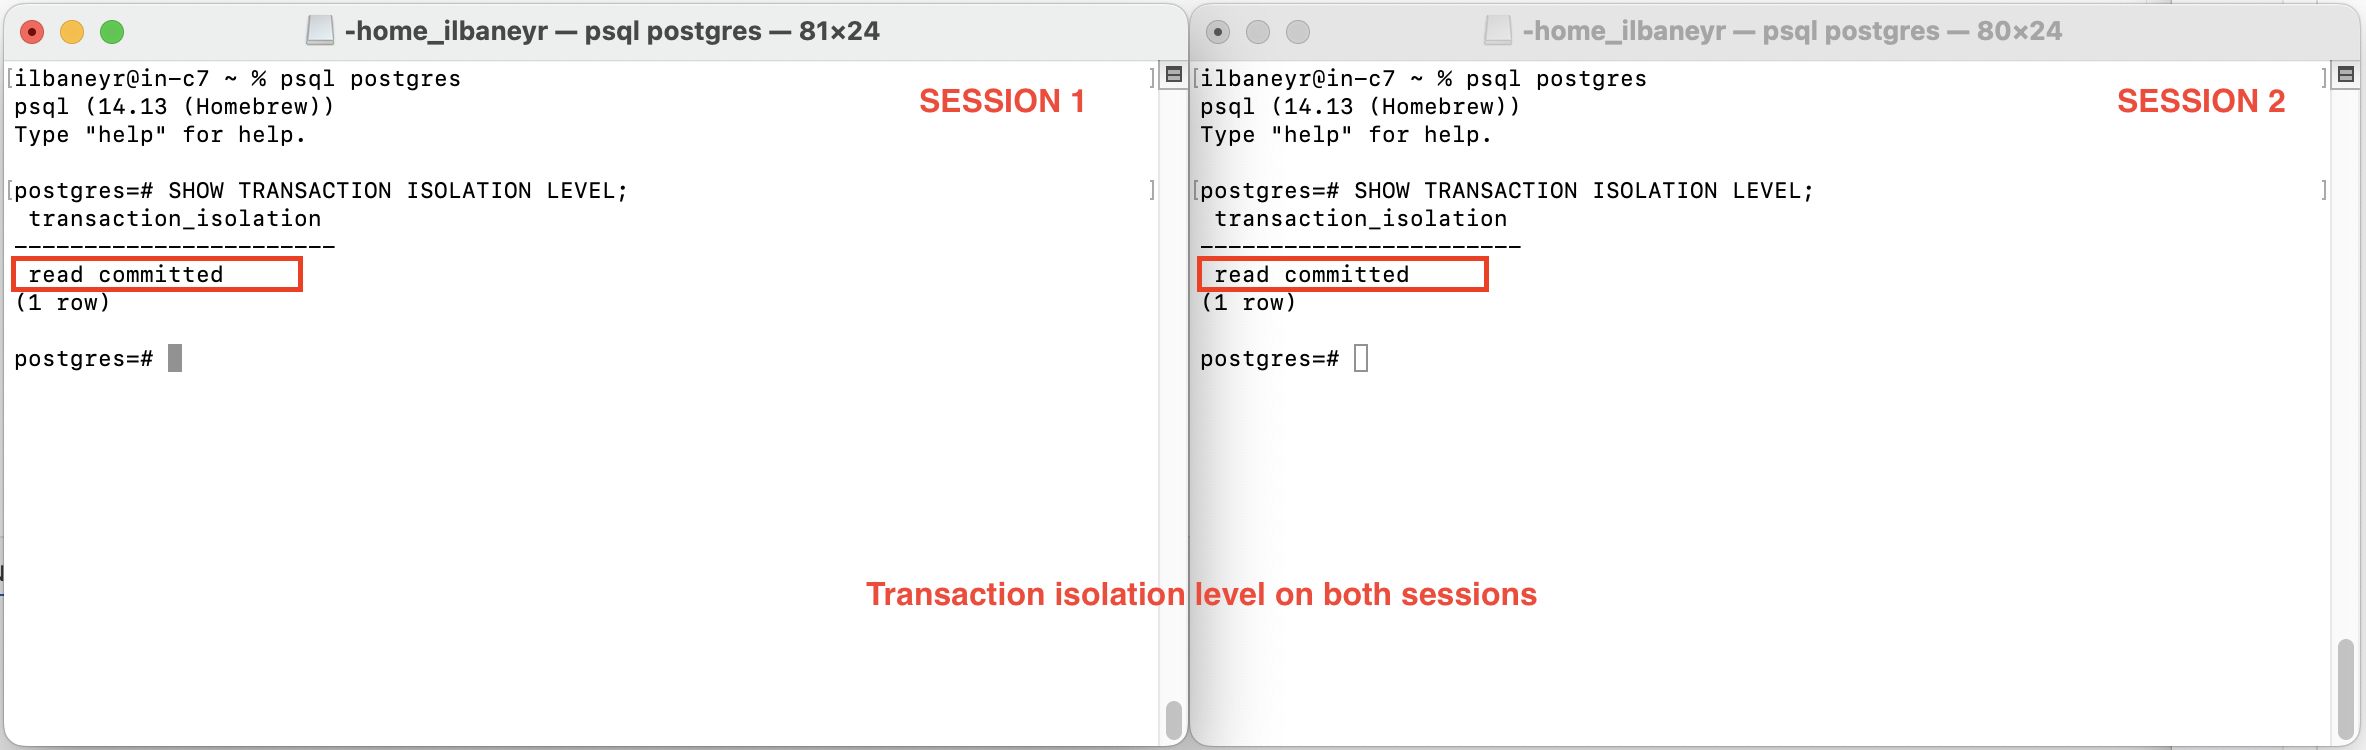 -home_ilbaneyr — psql postgres — 81×24
[ilbaneyr@in-c7 ~ % psql postgres ]
psql (14.13 (Homebrew))
Type "help" for help.
SESSION 1
[postgres=# SHOW TRANSACTION ISOLATION LEVEL; ]
transaction_isolation
-----------------------
read committed
(1 row)
postgres=#
-home_ilbaneyr — psql postgres — 80×24
[ilbaneyr@in-c7 ~ % psql postgres ]
psql (14.13 (Homebrew))
Type "help" for help.
SESSION 2
[postgres=# SHOW TRANSACTION ISOLATION LEVEL; ]
transaction_isolation
-----------------------
read committed
(1 row)
postgres=#
Transaction isolation level on both sessions